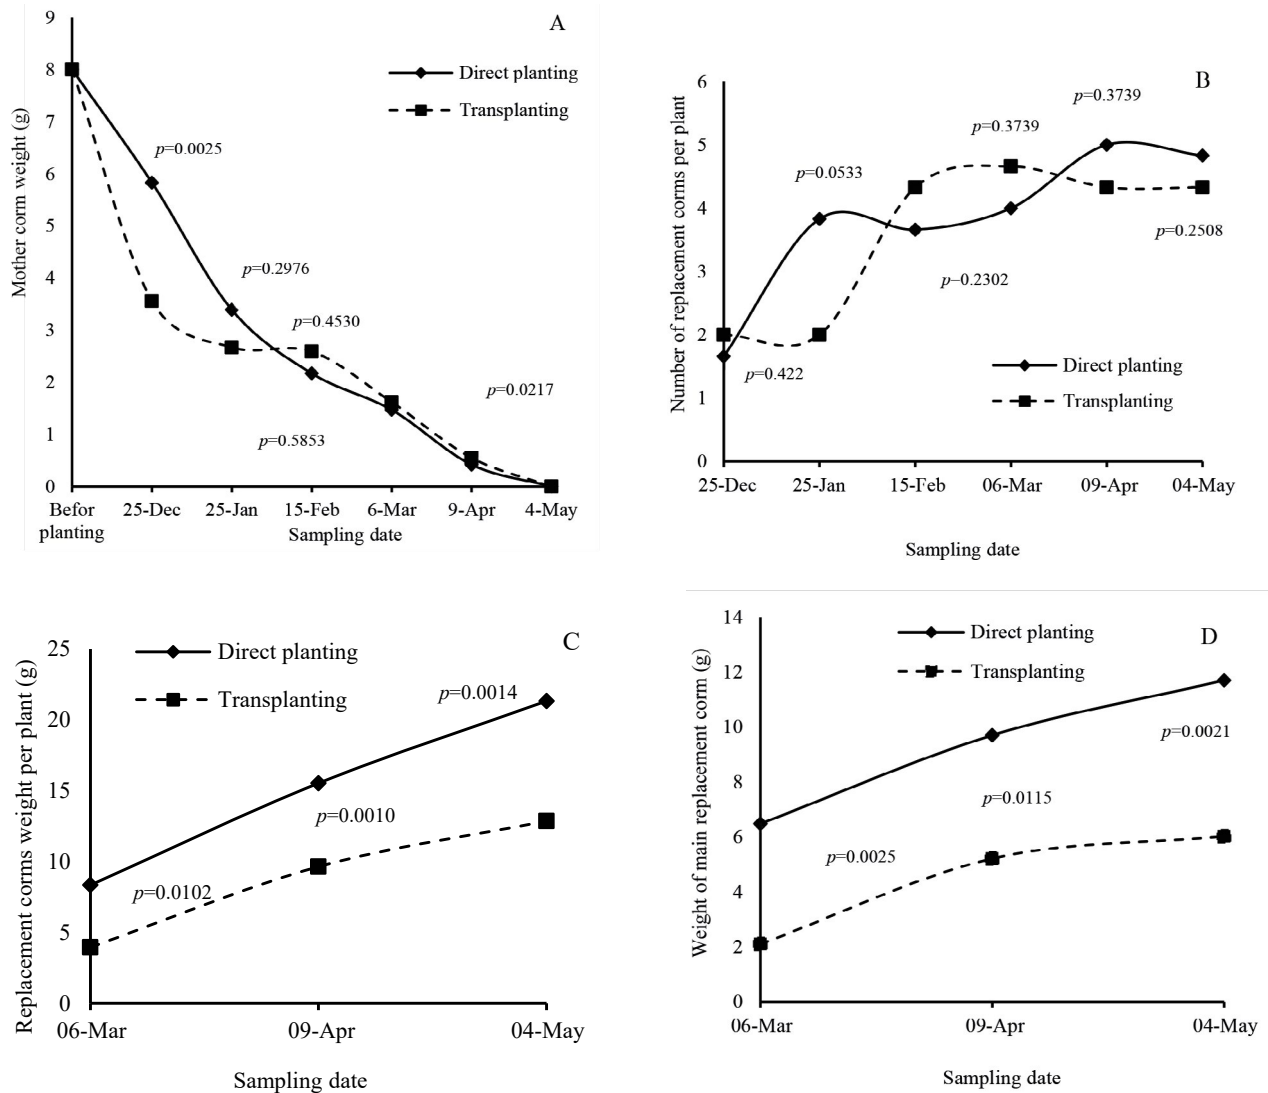 A
Direct planting
Transplanting
Mother corm weight (g)
9
8
7
6
5
4
3
2
1
0
p=0.0025
p=0.2976
p=0.4530
p=0.0217
p=0.5853
Befor planting
25-Dec
25-Jan
15-Feb
6-Mar
9-Apr
4-May
Sampling date
B
Number of replacement corms per plant
6
5
4
3
2
1
0
p=0.3739
p=0.3739
p=0.0533
p=0.2508
p=0.2302
p=0.422
Direct planting
Transplanting
25-Dec
25-Jan
15-Feb
06-Mar
09-Apr
04-May
Sampling date
C
Direct planting
Transplanting
Replacement corms weight per plant (g)
25
20
15
10
5
0
p=0.0014
p=0.0010
p=0.0102
06-Mar
09-Apr
04-May
Sampling date
D
Direct planting
Transplanting
Weight of main replacement corm (g)
14
12
10
8
6
4
2
0
p=0.0021
p=0.0115
p=0.0025
06-Mar
09-Apr
04-May
Sampling date